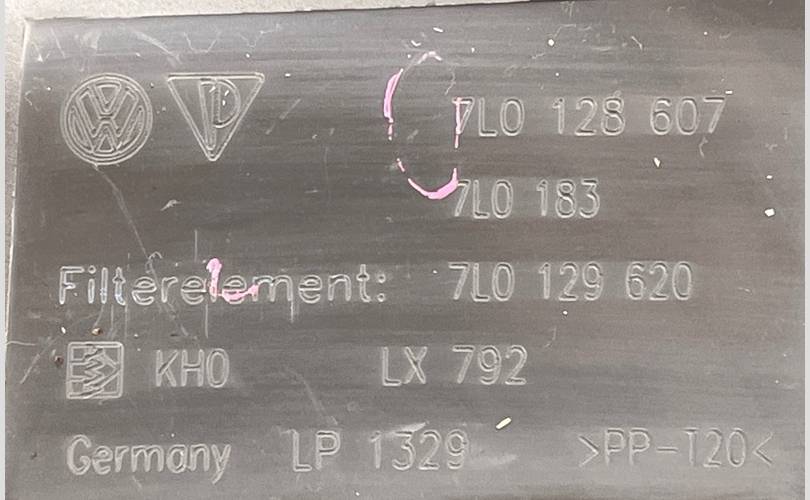 7L0 128 607
7L0 183
Filterelement: 7L0 129 620
KHO LX 792
Germany LP 1329 >PP-T20<